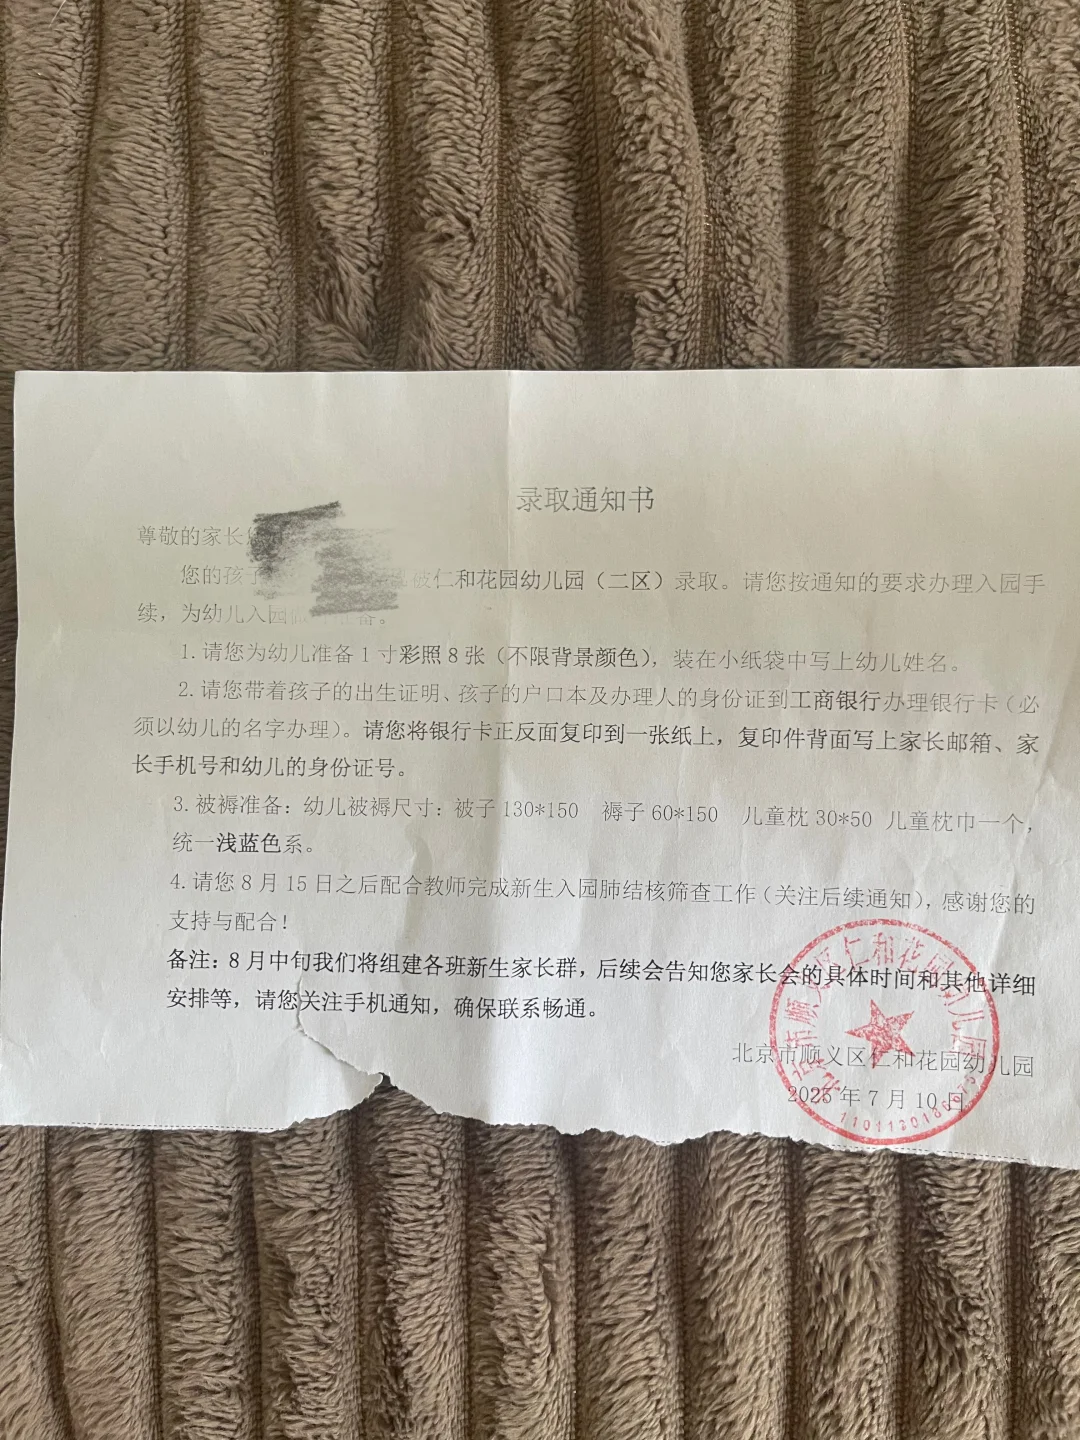 录取通知书
尊敬的家长
您的孩子 被仁和花园幼儿园（二区）录取。请您按通知的要求办理入园手
续，为幼儿入园 备。
1.请您为幼儿准备1寸彩照8张（不限背景颜色），装在小纸袋中写上幼儿姓名。
2.请您带着孩子的出生证明、孩子的户口本及办理人的身份证到工商银行办理银行卡（必
须以幼儿的名字办理）。请您将银行卡正反面复印到一张纸上，复印件背面写上家长邮箱、家
长手机号和幼儿的身份证号。
3.被褥准备：幼儿被褥尺寸：被子130*150 褥子60*150 儿童枕30*50 儿童枕巾一个，
统一浅蓝色系。
4.请您8月15日之后配合教师完成新生入园肺结核筛查工作（关注后续通知），感谢您的
支持与配合！
备注：8月中旬我们将组建各班新生家长群，后续会告知您家长会的具体时间和其他详细
安排等，请您关注手机通知，确保联系畅通。
北京市顺义区仁和花园幼儿园
2025年7月10日
北京市顺义区仁和花园幼儿园